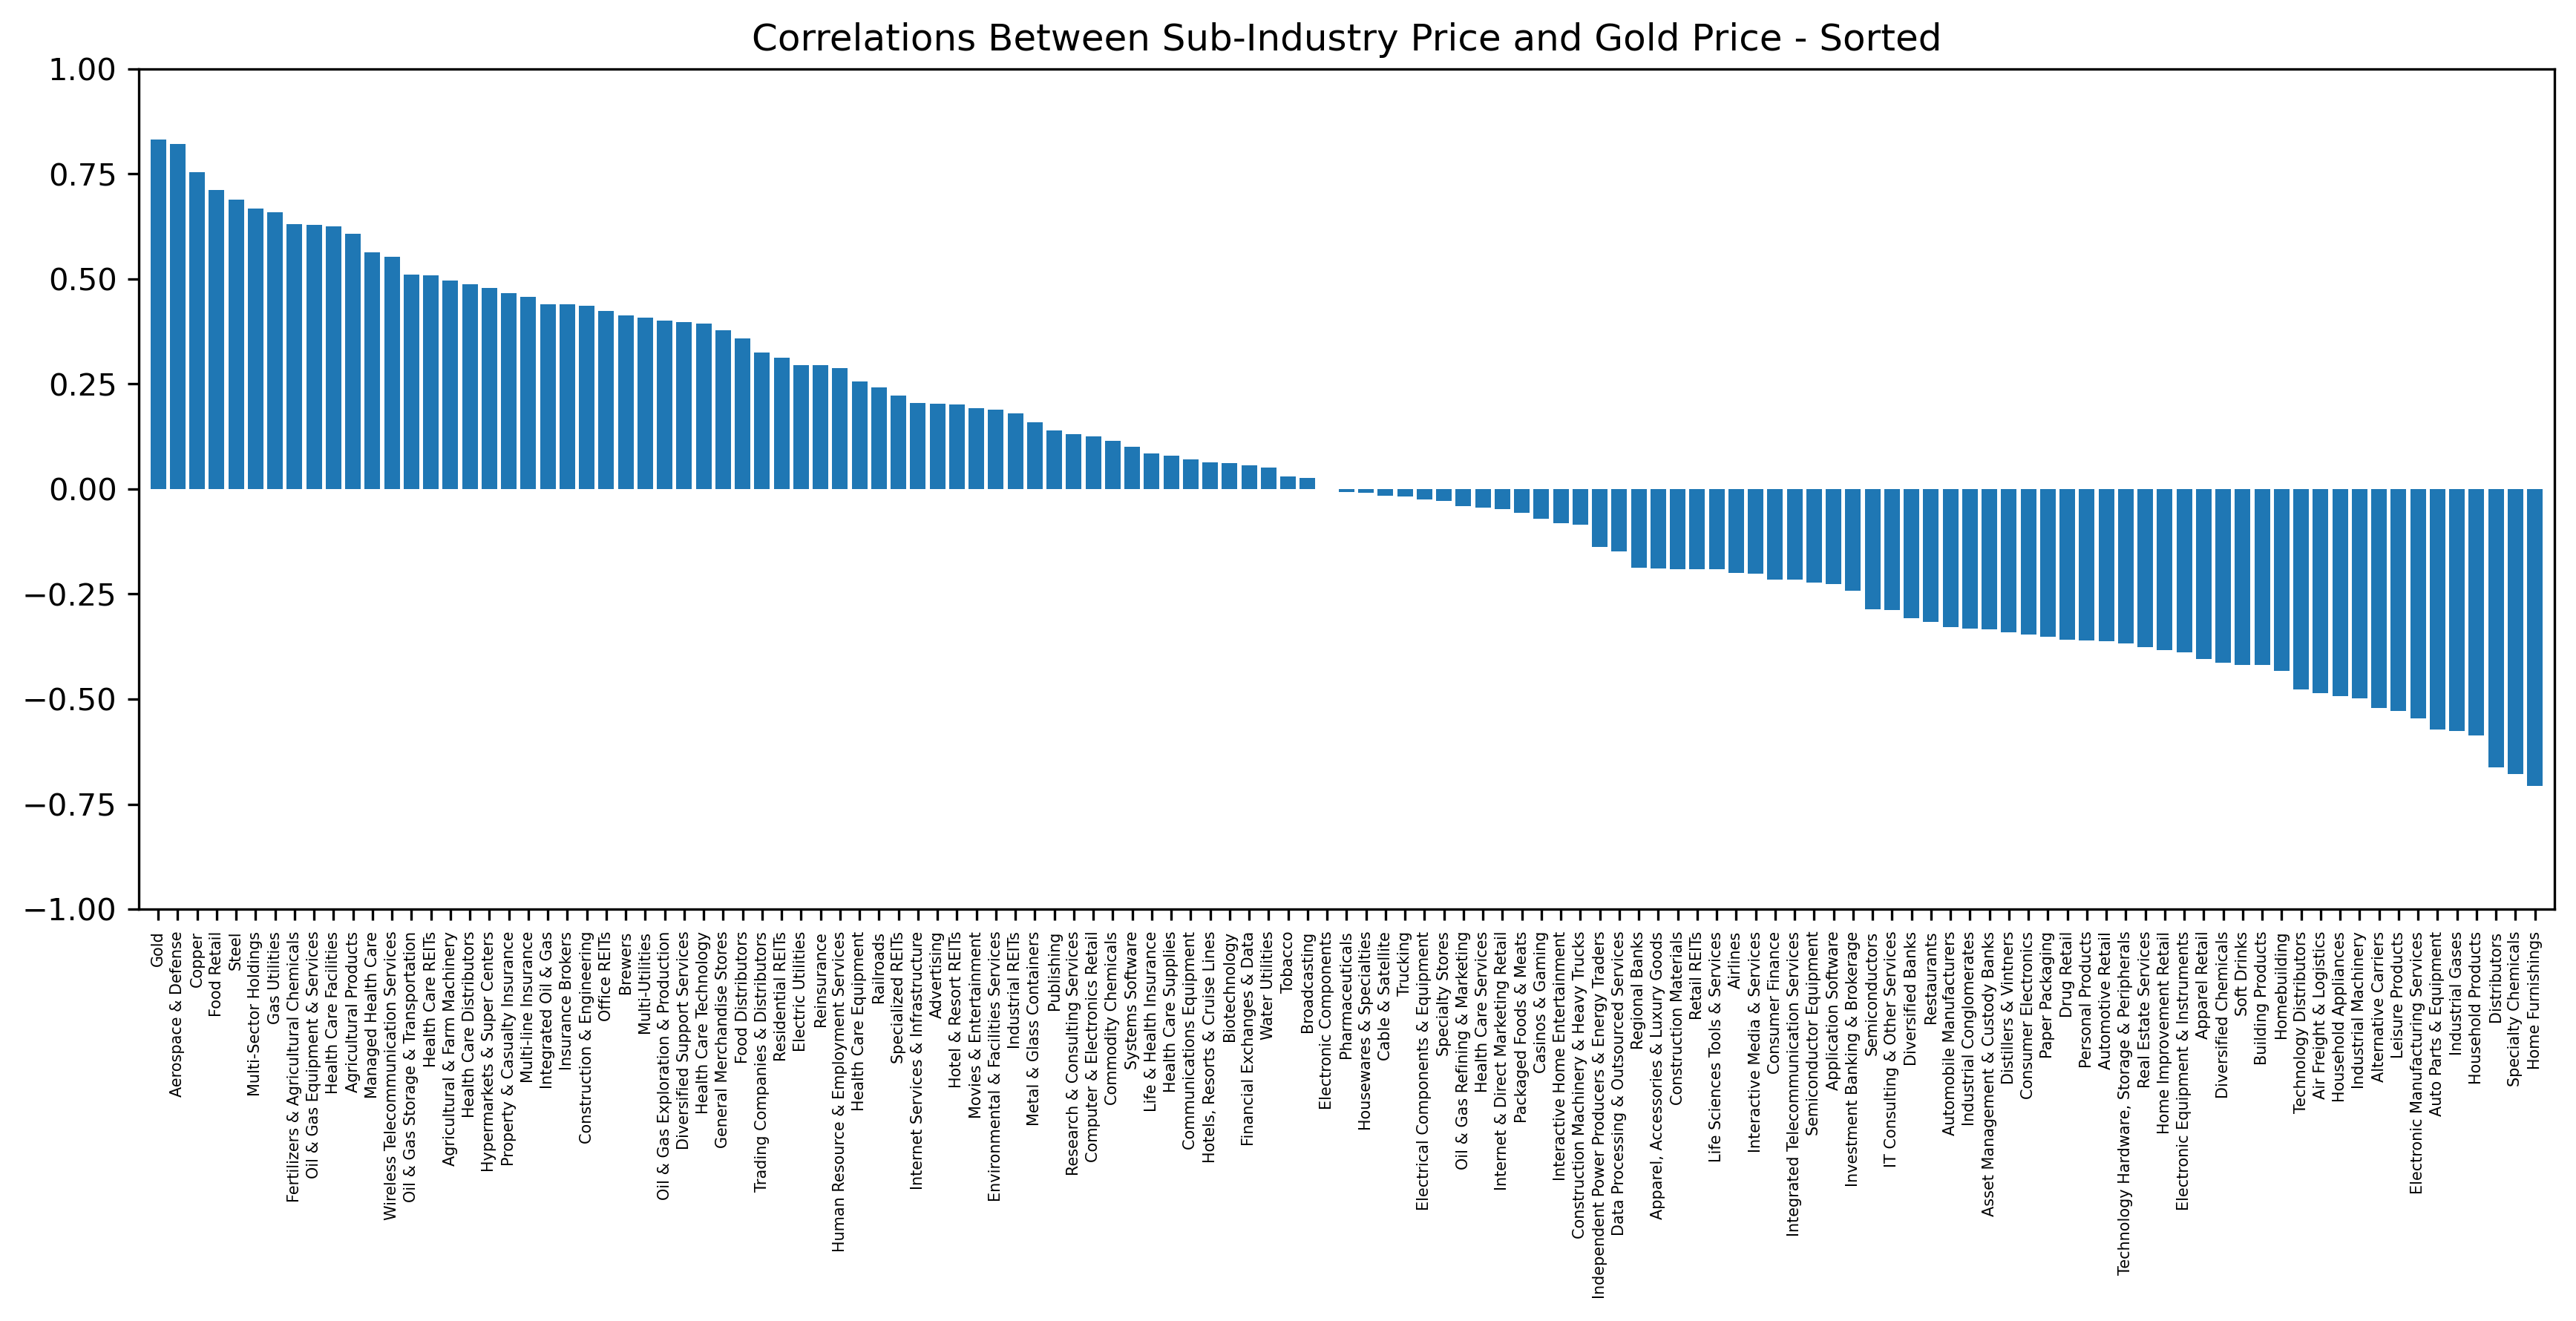 Correlations Between Sub-Industry Price and Gold Price - Sorted
1.00
0.75
0.50
0.25
0.00
−0.25
−0.50
−0.75
−1.00
Gold
Aerospace & Defense
Copper
Food Retail
Steel
Multi-Sector Holdings
Gas Utilities
Fertilizers & Agricultural Chemicals
Oil & Gas Equipment & Services
Health Care Facilities
Agricultural Products
Managed Health Care
Wireless Telecommunication Services
Oil & Gas Storage & Transportation
Health Care REITs
Agricultural & Farm Machinery
Health Care Distributors
Hypermarkets & Super Centers
Property & Casualty Insurance
Multi-line Insurance
Integrated Oil & Gas
Insurance Brokers
Construction & Engineering
Office REITs
Brewers
Multi-Utilities
Oil & Gas Exploration & Production
Diversified Support Services
Health Care Technology
General Merchandise Stores
Food Distributors
Trading Companies & Distributors
Residential REITs
Electric Utilities
Reinsurance
Human Resource & Employment Services
Health Care Equipment
Railroads
Specialized REITs
Internet Services & Infrastructure
Advertising
Hotel & Resort REITs
Movies & Entertainment
Environmental & Facilities Services
Industrial REITs
Metal & Glass Containers
Publishing
Research & Consulting Services
Computer & Electronics Retail
Commodity Chemicals
Systems Software
Life & Health Insurance
Health Care Supplies
Communications Equipment
Hotels, Resorts & Cruise Lines
Biotechnology
Financial Exchanges & Data
Water Utilities
Tobacco
Broadcasting
Electronic Components
Pharmaceuticals
Housewares & Specialties
Cable & Satellite
Trucking
Electrical Components & Equipment
Specialty Stores
Oil & Gas Refining & Marketing
Health Care Services
Internet & Direct Marketing Retail
Packaged Foods & Meats
Casinos & Gaming
Interactive Home Entertainment
Construction Machinery & Heavy Trucks
Independent Power Producers & Energy Traders
Data Processing & Outsourced Services
Regional Banks
Apparel, Accessories & Luxury Goods
Construction Materials
Retail REITs
Life Sciences Tools & Services
Airlines
Interactive Media & Services
Consumer Finance
Integrated Telecommunication Services
Semiconductor Equipment
Application Software
Investment Banking & Brokerage
Semiconductors
IT Consulting & Other Services
Diversified Banks
Restaurants
Automobile Manufacturers
Industrial Conglomerates
Asset Management & Custody Banks
Distillers & Vintners
Consumer Electronics
Paper Packaging
Drug Retail
Personal Products
Automotive Retail
Technology Hardware, Storage & Peripherals
Real Estate Services
Home Improvement Retail
Electronic Equipment & Instruments
Apparel Retail
Diversified Chemicals
Soft Drinks
Building Products
Homebuilding
Technology Distributors
Air Freight & Logistics
Household Appliances
Industrial Machinery
Alternative Carriers
Leisure Products
Electronic Manufacturing Services
Auto Parts & Equipment
Industrial Gases
Household Products
Distributors
Specialty Chemicals
Home Furnishings